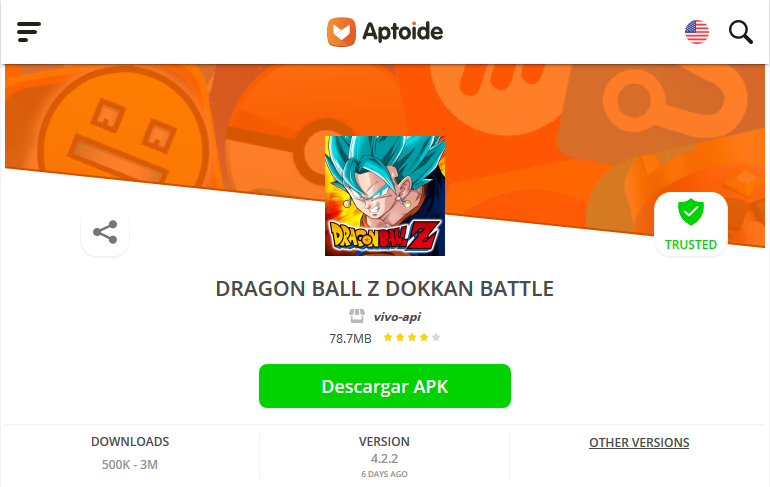 Aptoide
DRAGON BALL Z
TRUSTED
DRAGON BALL Z DOKKAN BATTLE
vivo-api
78.7MB
Descargar APK
DOWNLOADS
500K - 3M
VERSION
4.2.2
6 DAYS AGO
OTHER VERSIONS